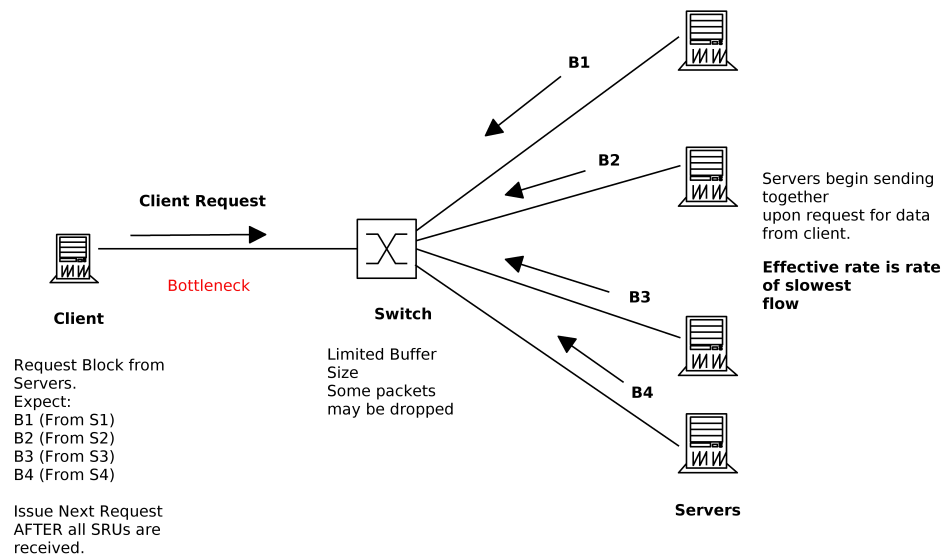 B1
B2
Servers begin sending
together
upon request for data
from client.
Client Request
Effective rate is rate
of slowest
flow
Bottleneck
B3
Client
Switch
Limited Buffer
Size
Some packets
may be dropped
B4
Request Block from
Servers.
Expect:
B1 (From S1)
B2 (From S2)
B3 (From S3)
B4 (From S4)
Issue Next Request
AFTER all SRUs are
received.
Servers